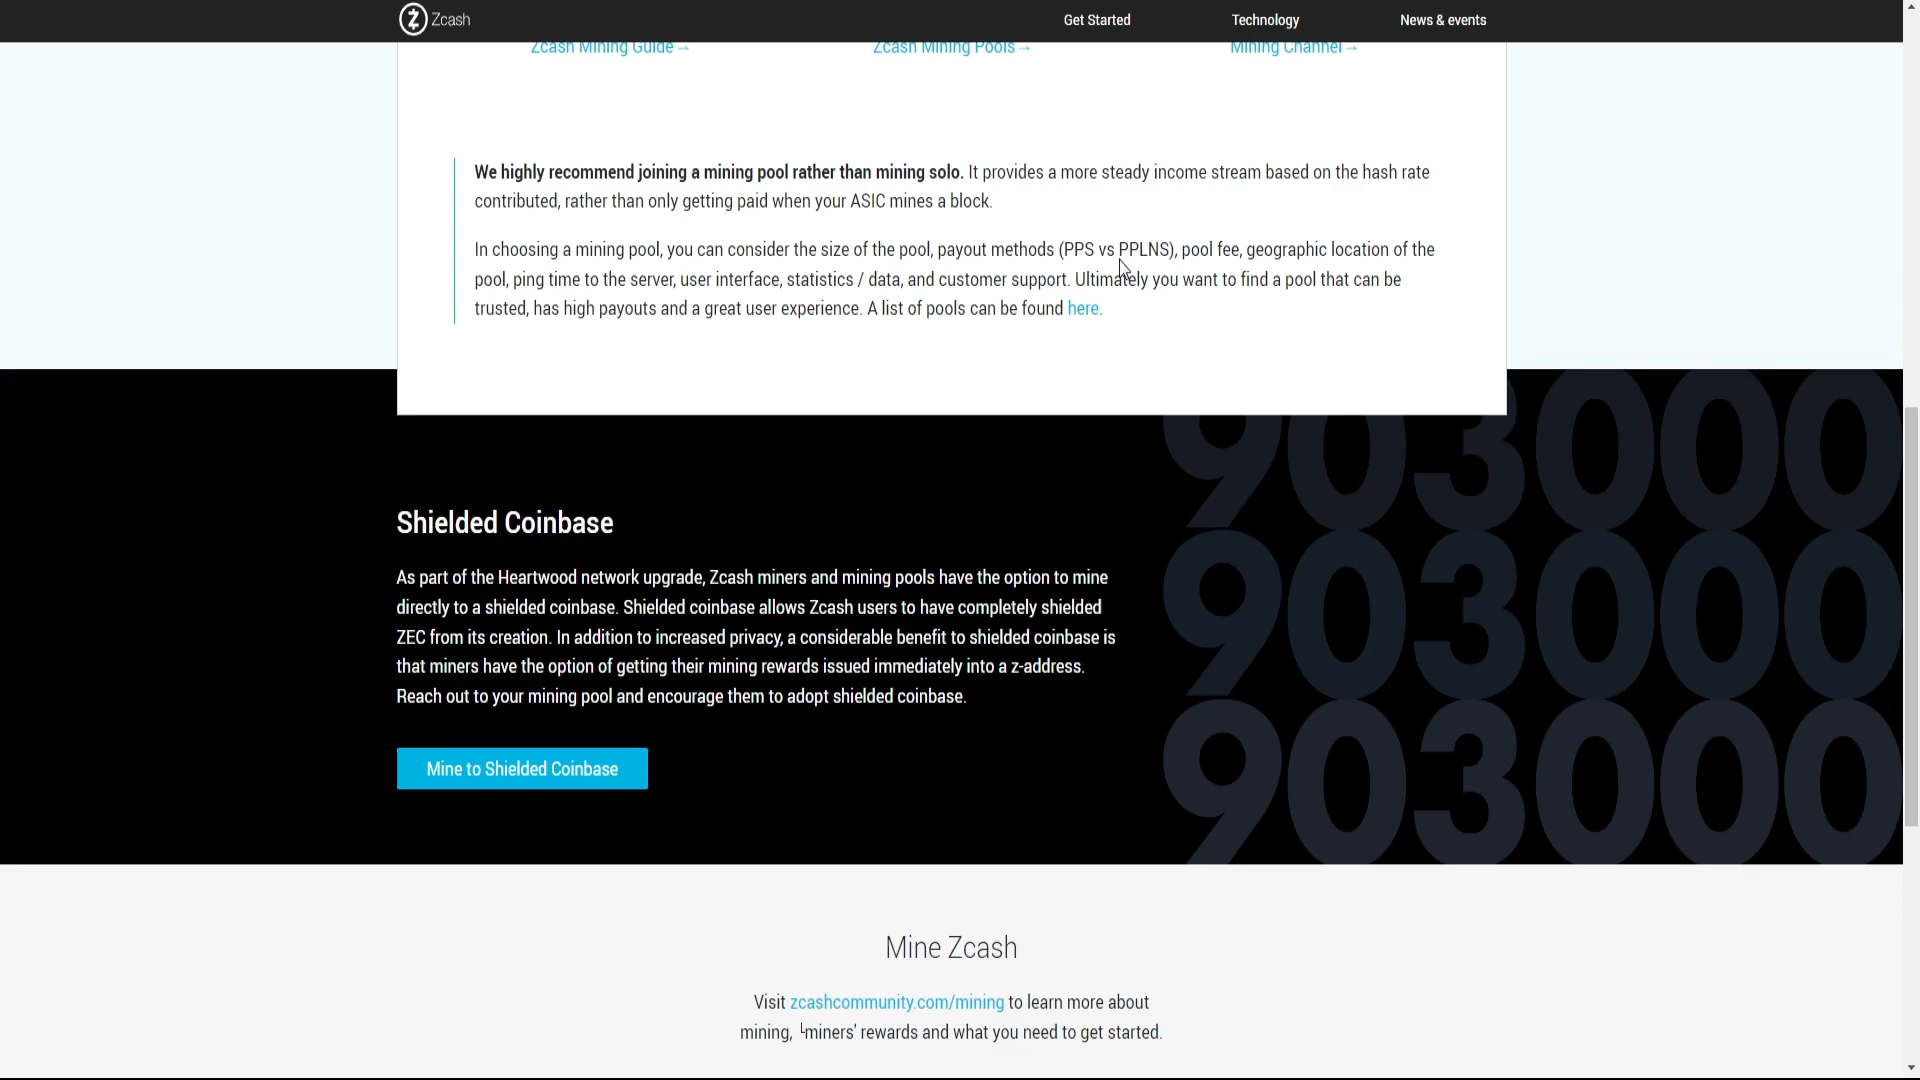 Zcash
Get Started
Technology
News & events
Zcash Mining Guide→
Zcash Mining Pools→
Mining Channel→
We highly recommend joining a mining pool rather than mining solo. It provides a more steady income stream based on the hash rate
contributed, rather than only getting paid when your ASIC mines a block.
In choosing a mining pool, you can consider the size of the pool, payout methods (PPS vs PPLNS), pool fee, geographic location of the
pool, ping time to the server, user interface, statistics / data, and customer support. Ultimately you want to find a pool that can be
trusted, has high payouts and a great user experience. A list of pools can be found here.
903000
903000
903000
Shielded Coinbase
As part of the Heartwood network upgrade, Zcash miners and mining pools have the option to mine
directly to a shielded coinbase. Shielded coinbase allows Zcash users to have completely shielded
ZEC from its creation. In addition to increased privacy, a considerable benefit to shielded coinbase is
that miners have the option of getting their mining rewards issued immediately into a z-address.
Reach out to your mining pool and encourage them to adopt shielded coinbase.
Mine to Shielded Coinbase
Mine Zcash
Visit zcashcommunity.com/mining to learn more about
mining, └miners' rewards and what you need to get started.